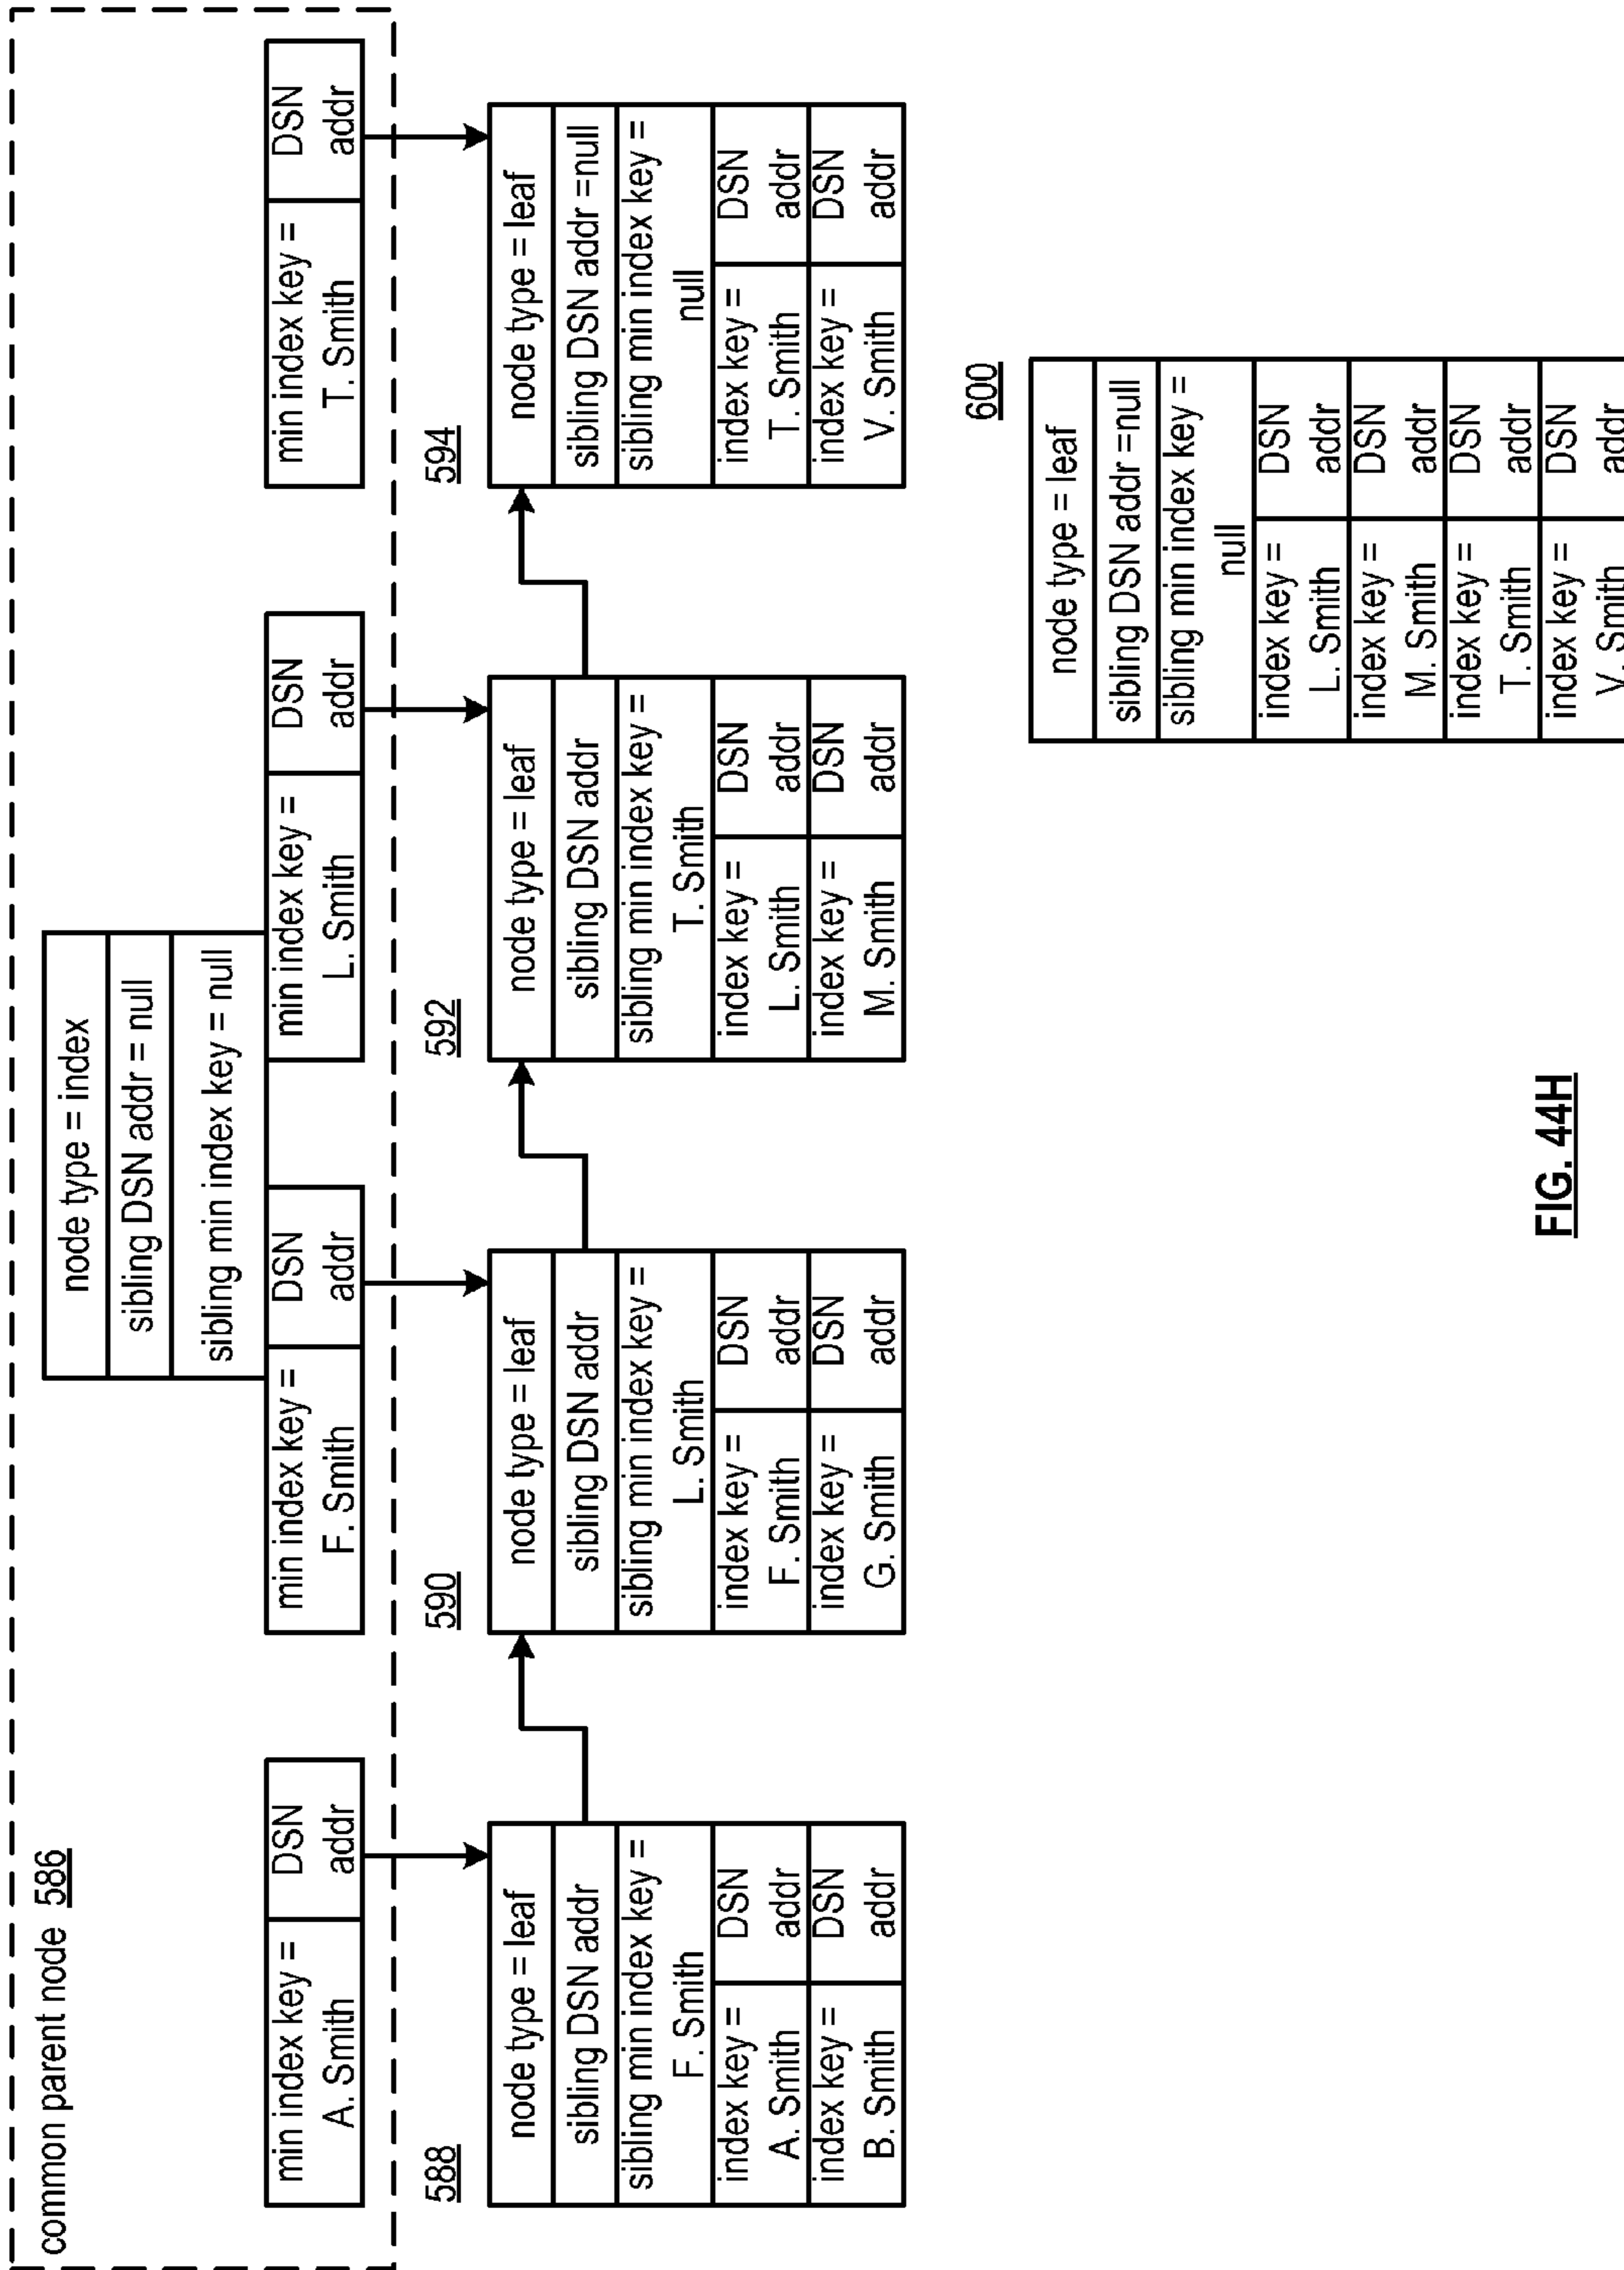 common parent node 586
node type = index
sibling DSN addr = null
sibling min index key = null
min index key =
A. Smith
DSN
addr
min index key =
F. Smith
DSN
addr
min index key =
L. Smith
DSN
addr
min index key =
T. Smith
DSN
addr
588
node type = leaf
sibling DSN addr
sibling min index key =
F. Smith
index key =
A. Smith
DSN
addr
index key =
B. Smith
DSN
addr
590
node type = leaf
sibling DSN addr
sibling min index key =
L. Smith
index key =
F. Smith
DSN
addr
index key =
G. Smith
DSN
addr
592
node type = leaf
sibling DSN addr
sibling min index key =
T. Smith
index key =
L. Smith
DSN
addr
index key =
M. Smith
DSN
addr
594
node type = leaf
sibling DSN addr =null
sibling min index key =
null
index key =
T. Smith
DSN
addr
index key =
V. Smith
DSN
addr
600
node type = leaf
sibling DSN addr =null
sibling min index key =
null
index key =
L. Smith
DSN
addr
index key =
M. Smith
DSN
addr
index key =
T. Smith
DSN
addr
index key =
V. Smith
DSN
addr
FIG. 44H